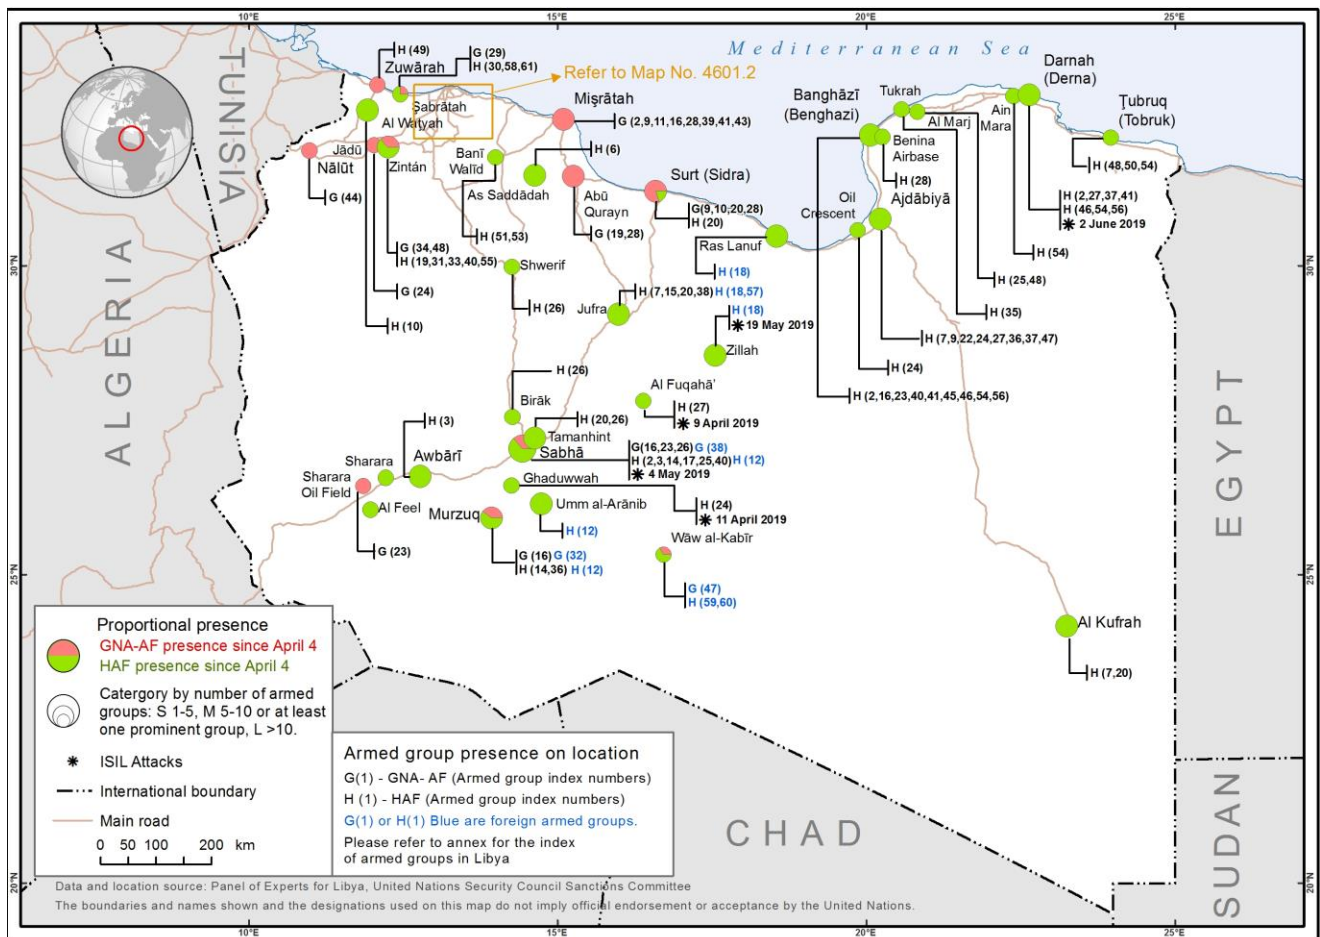 10°E
15°E
20°E
25°E
Mediterranean Sea
TUNISIA
ALGERIA
EGYPT
CHAD
SUDAN
H (49)
Zuwārah
G (29)
H (30,58,61)
Refer to Map No. 4601.2
Şabrātah
Al Watyah
Mişrātah
G (2,9,11,16,28,39,41,43)
Jādū
Nālūt
Zintán
Banī
Walīd
H (6)
As Saddādah
Abū
Qurayn
Surt (Sidra)
G (44)
G(9,10,20,28)
H (20)
G (19,28)
H (51,53)
G (34,48)
H (19,31,33,40,55)
Ras Lanuf
H (18)
Shwerif
G (24)
H (26)
H (10)
Jufra
H (7,15,20,38) H (18,57)
H (18)
19 May 2019
Zillah
Banghāzī
(Benghazi)
Tukrah
Al Marj
Ain
Mara
Darnah
(Derna)
Ţubruq
(Tobruk)
Benina
Airbase
H (28)
Oil
Crescent
Ajdābiyā
H (48,50,54)
H (2,27,37,41)
H (46,54,56)
2 June 2019
H (54)
H (25,48)
H (35)
H (7,9,22,24,27,36,37,47)
H (24)
H (2,16,23,40,41,45,46,54,56)
30°N
30°N
H (26)
Birāk
Al Fuqahā'
H (27)
9 April 2019
H (3)
H (20,26)
Tamanhint
Sabhā
G(16,23,26) G (38)
H (2,3,14,17,25,40) H (12)
4 May 2019
Awbārī
Sharara
Sharara
Oil Field
Al Feel
Ghaduwwah
H (24)
11 April 2019
Murzuq
Umm al-Arānib
H (12)
Wāw al-Kabīr
G (23)
G (16) G (32)
H (14,36) H (12)
G (47)
H (59,60)
25°N
25°N
Al Kufrah
H (7,20)
Proportional presence
GNA-AF presence since April 4
HAF presence since April 4
Catergory by number of armed
groups: S 1-5, M 5-10 or at least
one prominent group, L >10.
ISIL Attacks
International boundary
Main road
0 50 100 200 km
Armed group presence on location
G(1) - GNA- AF (Armed group index numbers)
H (1) - HAF (Armed group index numbers)
G(1) or H(1) Blue are foreign armed groups.
Please refer to annex for the index
of armed groups in Libya
20°N
20°N
Data and location source: Panel of Experts for Libya, United Nations Security Council Sanctions Committee
The boundaries and names shown and the designations used on this map do not imply official endorsement or acceptance by the United Nations.
10°E
15°E
20°E
25°E